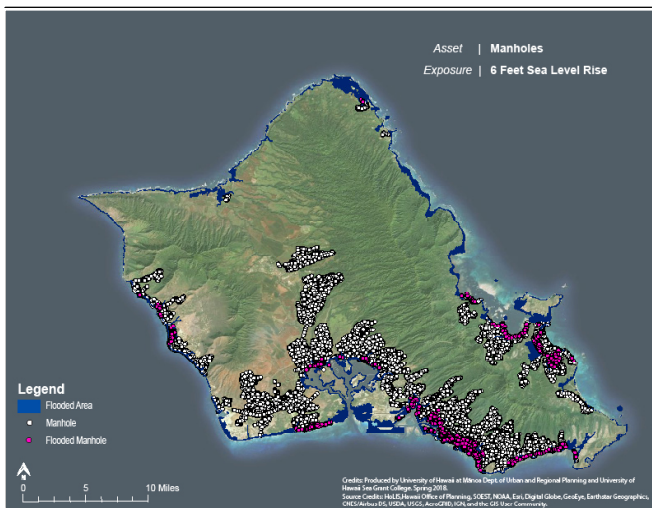 Asset | Manholes
Exposure | 6 Feet Sea Level Rise
Legend
Flooded Area
Manhole
Flooded Manhole
N
0 5 10 Miles
Credits: Produced by University of Hawaii at Mānoa Dept. of Urban and Regional Planning and University of
Hawaii Sea Grant College. Spring 2018.
Source Credits: HoLIS, Hawaii Office of Planning, SOEST, NOAA, Esri, Digital Globe, GeoEye, Earthstar Geographics,
CNES/Airbus DS, USDA, USGS, AeroGRID, IGN, and the GIS User Community.